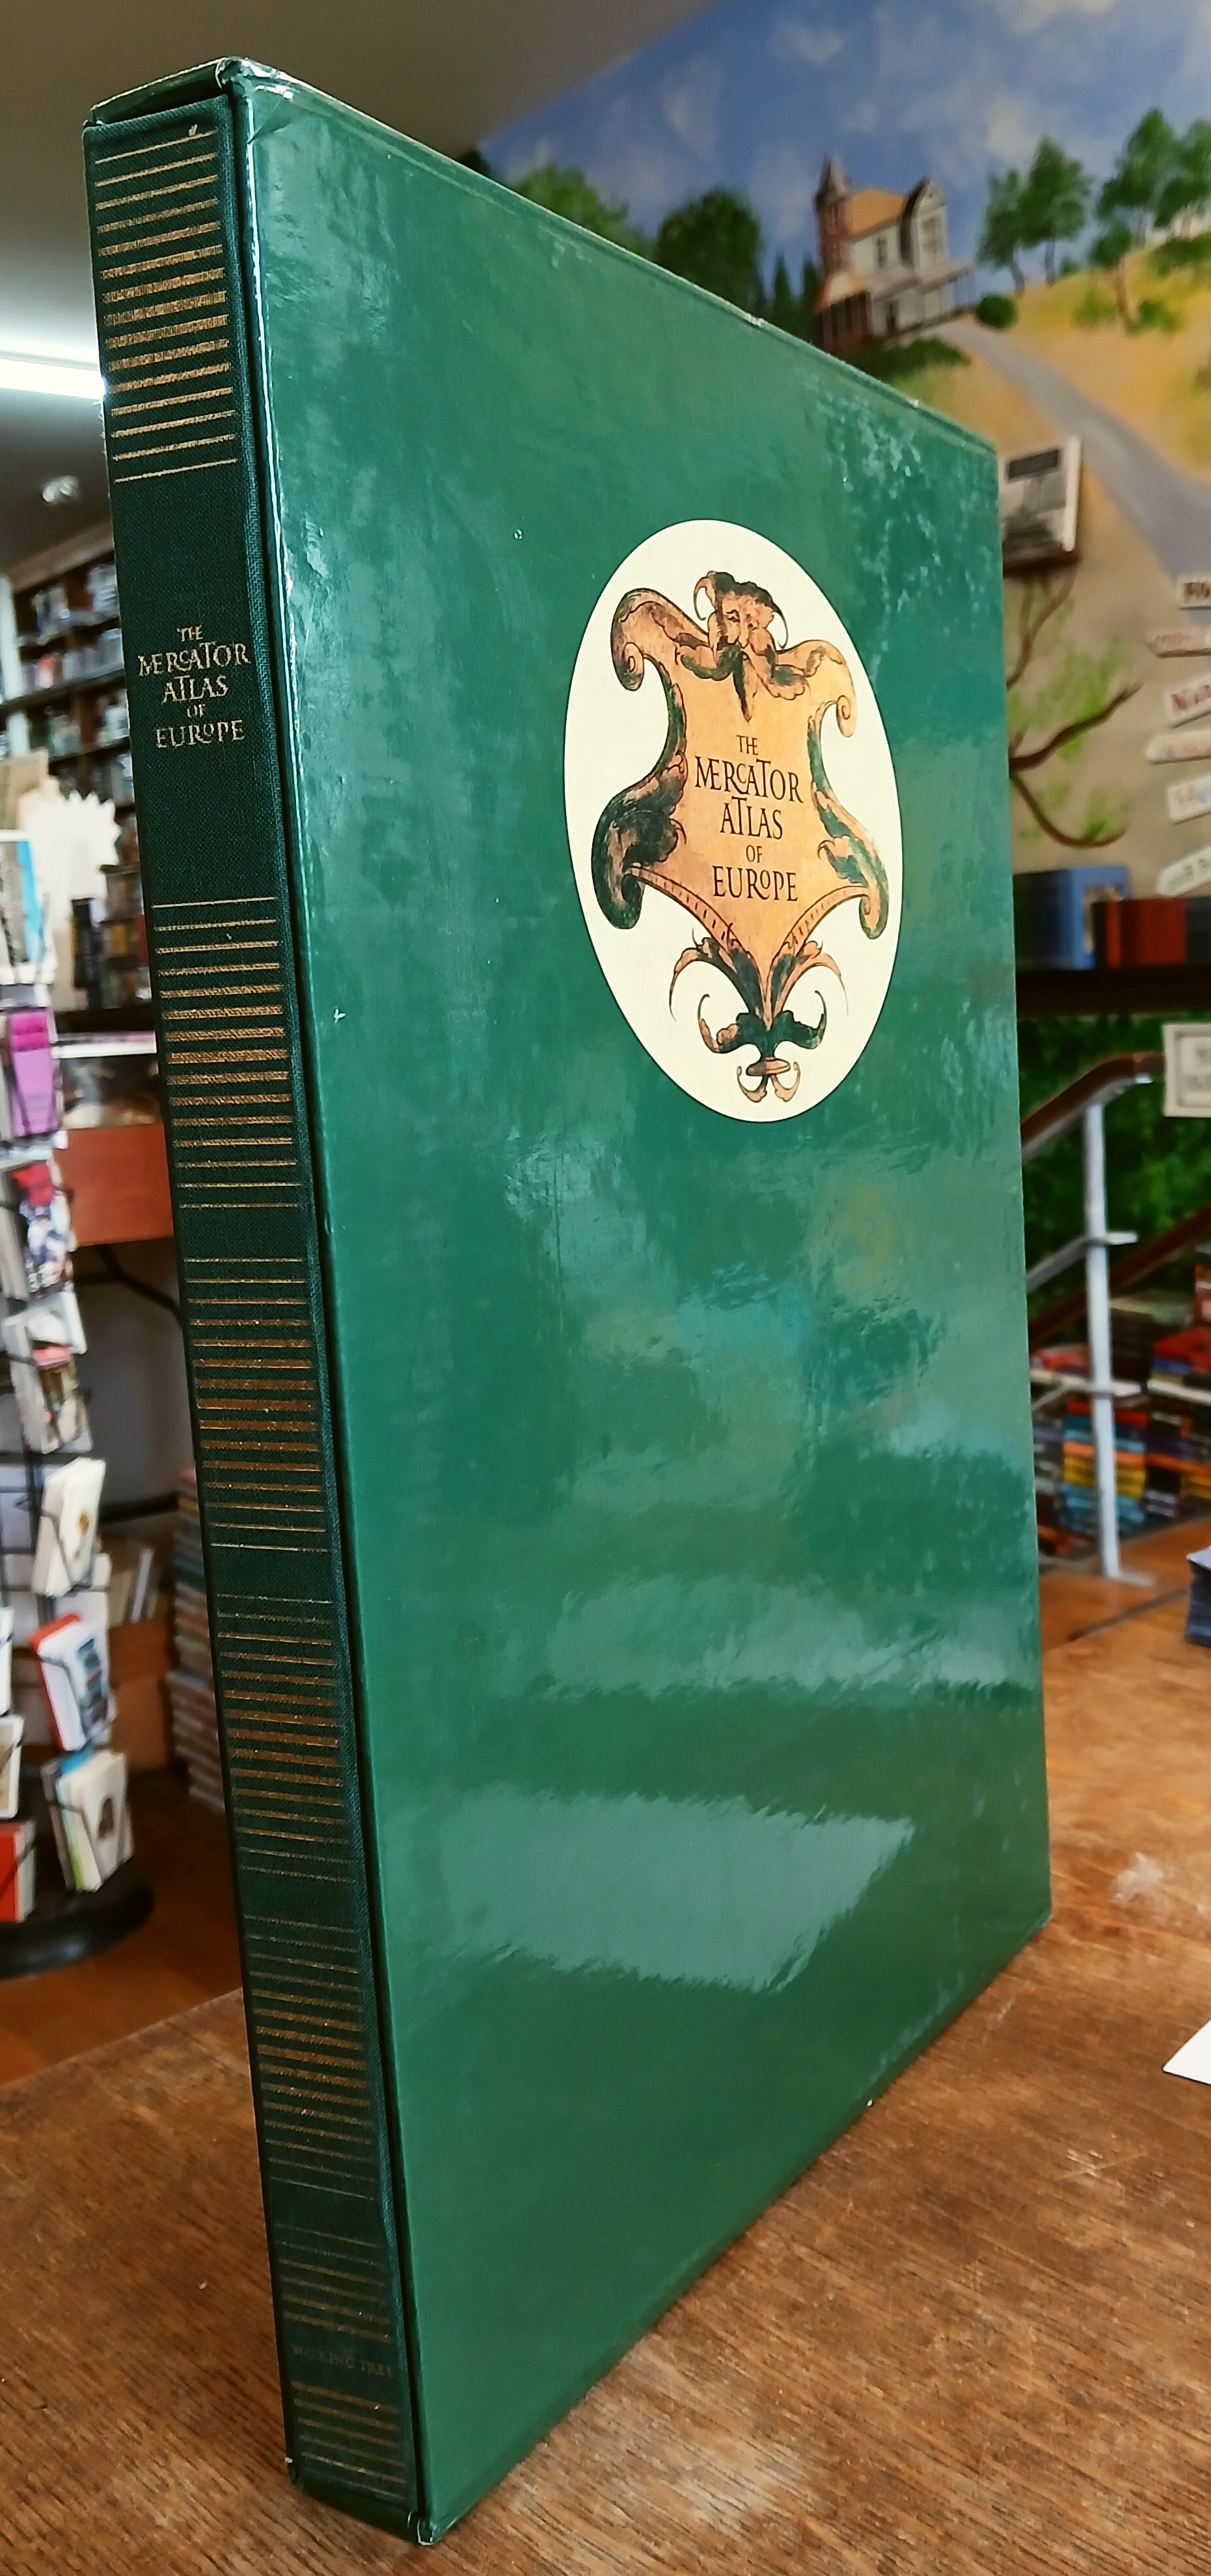 THE
MERCATOR
ATLAS
OF
EUROPE
THE
MERCATOR
ATLAS
OF
EUROPE
WALKING TREE